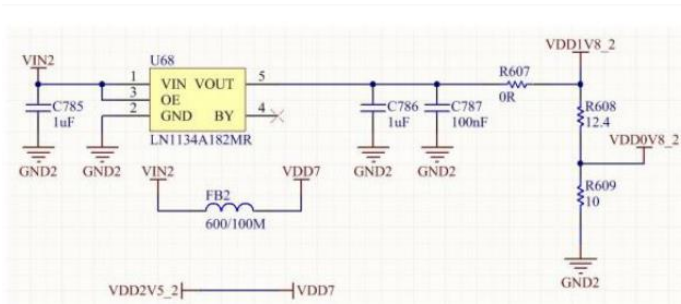 VDD1V8_2
VIN2
U68
R607
0R
1 VIN VOUT 5
3 OE
2 GND BY 4
LN1134A182MR
C785
1uF
C786
1uF
C787
100nF
R608
12.4
VDD0V8_2
GND2
GND2
GND2
GND2
R609
10
VIN2
VDD7
FB2
600/100M
GND2
VDD2V5_2
VDD7